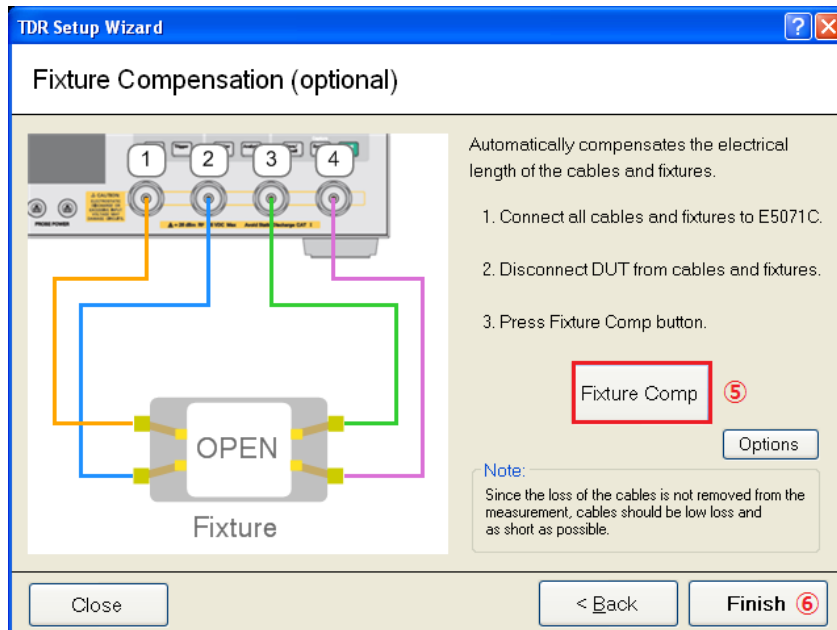 TDR Setup Wizard
Fixture Compensation (optional)
1 2 3 4
PROBE POWER
Automatically compensates the electrical
length of the cables and fixtures.
1. Connect all cables and fixtures to E5071C.
2. Disconnect DUT from cables and fixtures.
3. Press Fixture Comp button.
Fixture Comp ⑤
Options
OPEN
Fixture
Note:
Since the loss of the cables is not removed from the
measurement, cables should be low loss and
as short as possible.
Close
< Back
Finish ⑥